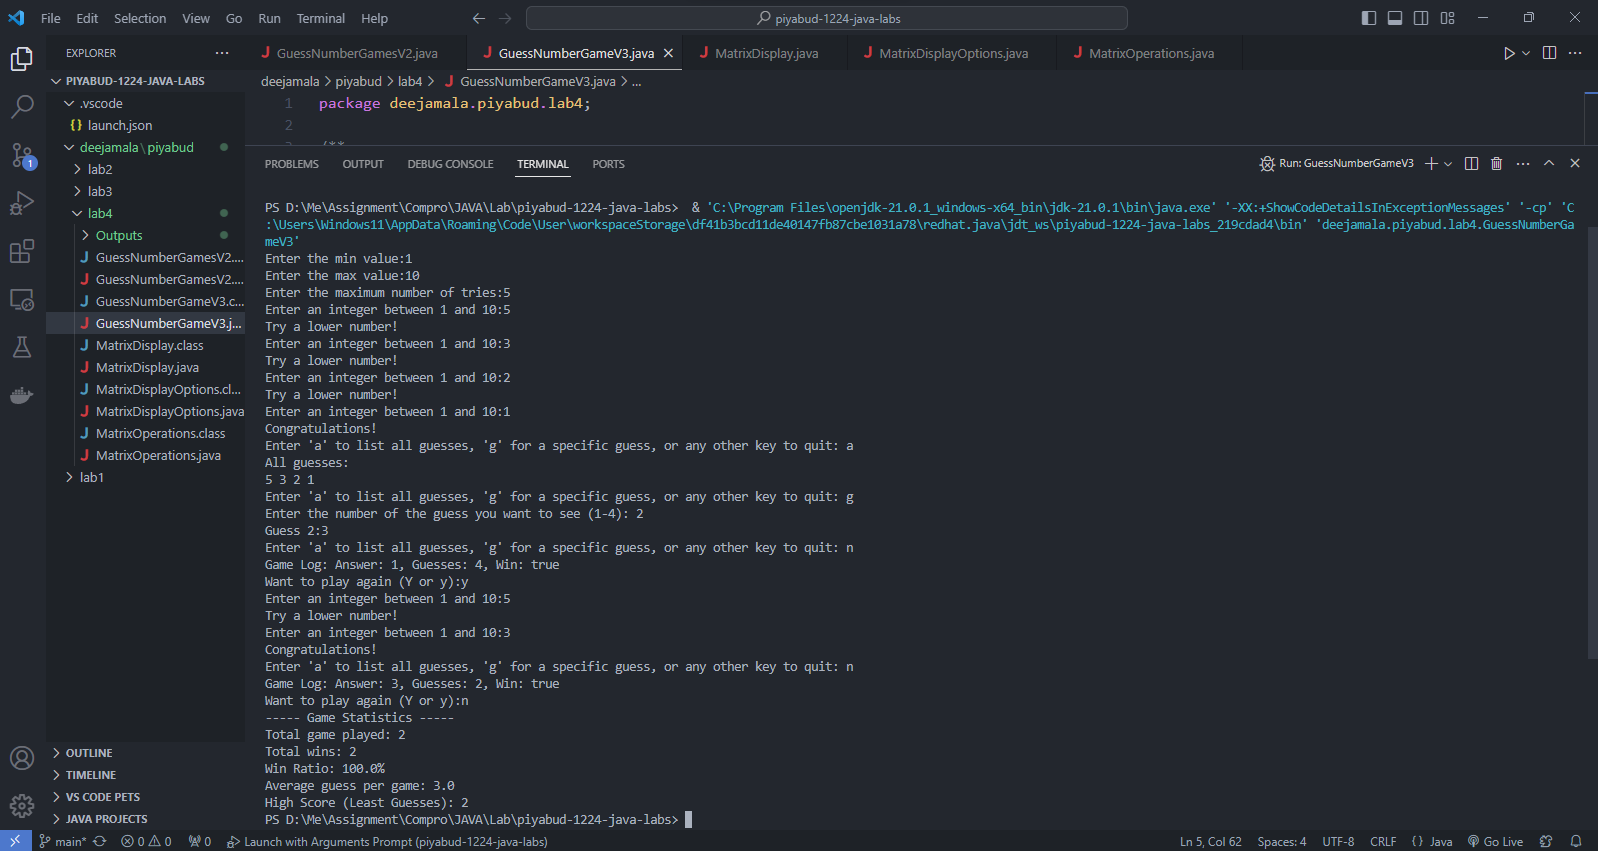 File Edit Selection View Go Run Terminal Help piyabud-1224-java-labs
EXPLORER
GuessNumberGamesV2.java GuessNumberGameV3.java MatrixDisplay.java MatrixDisplayOptions.java MatrixOperations.java
PIYABUD-1224-JAVA-LABS
.vscode
launch.json
deejamala\piyabud
lab2
lab3
lab4
Outputs
GuessNumberGamesV2....
GuessNumberGamesV2....
GuessNumberGameV3.c...
GuessNumberGameV3.j...
MatrixDisplay.class
MatrixDisplay.java
MatrixDisplayOptions.cl...
MatrixDisplayOptions.java
MatrixOperations.class
MatrixOperations.java
lab1
OUTLINE
TIMELINE
VS CODE PETS
JAVA PROJECTS
deejamala > piyabud > lab4 > GuessNumberGameV3.java > ...
1 package deejamala.piyabud.lab4;
2
/**
PROBLEMS OUTPUT DEBUG CONSOLE TERMINAL PORTS Run: GuessNumberGameV3
PS D:\Me\Assignment\Compro\JAVA\Lab\piyabud-1224-java-labs> & 'C:\Program Files\openjdk-21.0.1_windows-x64_bin\jdk-21.0.1\bin\java.exe' '-XX:+ShowCodeDetailsInExceptionMessages' '-cp' 'C
:\Users\Windows11\AppData\Roaming\Code\User\workspaceStorage\df41b3bcd11de40147fb87cbe1031a78\redhat.java\jdt_ws\piyabud-1224-java-labs_219cdad4\bin' 'deejamala.piyabud.lab4.GuessNumberGa
meV3'
Enter the min value:1
Enter the max value:10
Enter the maximum number of tries:5
Enter an integer between 1 and 10:5
Try a lower number!
Enter an integer between 1 and 10:3
Try a lower number!
Enter an integer between 1 and 10:2
Try a lower number!
Enter an integer between 1 and 10:1
Congratulations!
Enter 'a' to list all guesses, 'g' for a specific guess, or any other key to quit: a
All guesses:
5 3 2 1
Enter 'a' to list all guesses, 'g' for a specific guess, or any other key to quit: g
Enter the number of the guess you want to see (1-4): 2
Guess 2:3
Enter 'a' to list all guesses, 'g' for a specific guess, or any other key to quit: n
Game Log: Answer: 1, Guesses: 4, Win: true
Want to play again (Y or y):y
Enter an integer between 1 and 10:5
Try a lower number!
Enter an integer between 1 and 10:3
Congratulations!
Enter 'a' to list all guesses, 'g' for a specific guess, or any other key to quit: n
Game Log: Answer: 3, Guesses: 2, Win: true
Want to play again (Y or y):n
----- Game Statistics -----
Total game played: 2
Total wins: 2
Win Ratio: 100.0%
Average guess per game: 3.0
High Score (Least Guesses): 2
PS D:\Me\Assignment\Compro\JAVA\Lab\piyabud-1224-java-labs>
1
main* 0 0 0 Launch with Arguments Prompt (piyabud-1224-java-labs) Ln 5, Col 62 Spaces: 4 UTF-8 CRLF {} Java Go Live